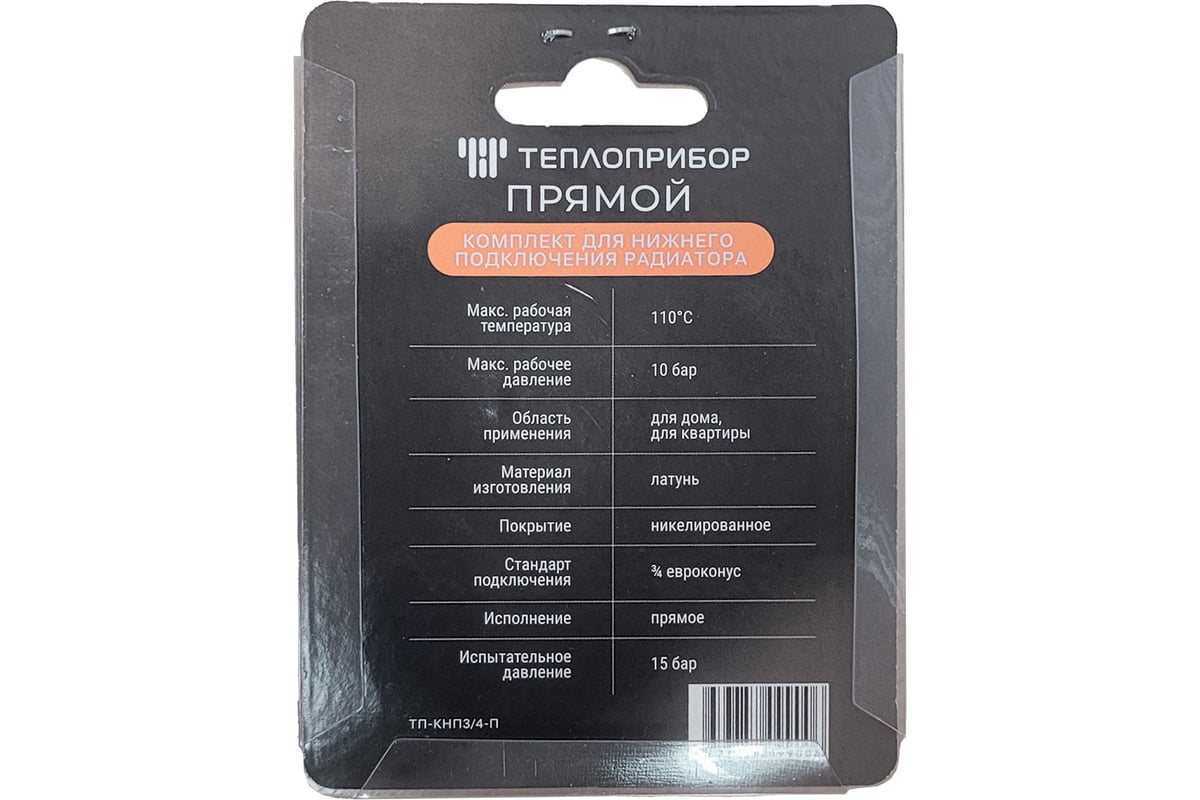 ТЕПЛОПРИБОР
ПРЯМОЙ
КОМПЛЕКТ ДЛЯ НИЖНЕГО
ПОДКЛЮЧЕНИЯ РАДИАТОРА
Макс. рабочая
температура
110°C
Макс. рабочее
давление
10 бар
Область
применения
для дома,
для квартиры
Материал
изготовления
латунь
Покрытие
никелированное
Стандарт
подключения
¾ евроконус
Исполнение
прямое
Испытательное
давление
15 бар
ТП-КНП3/4-П